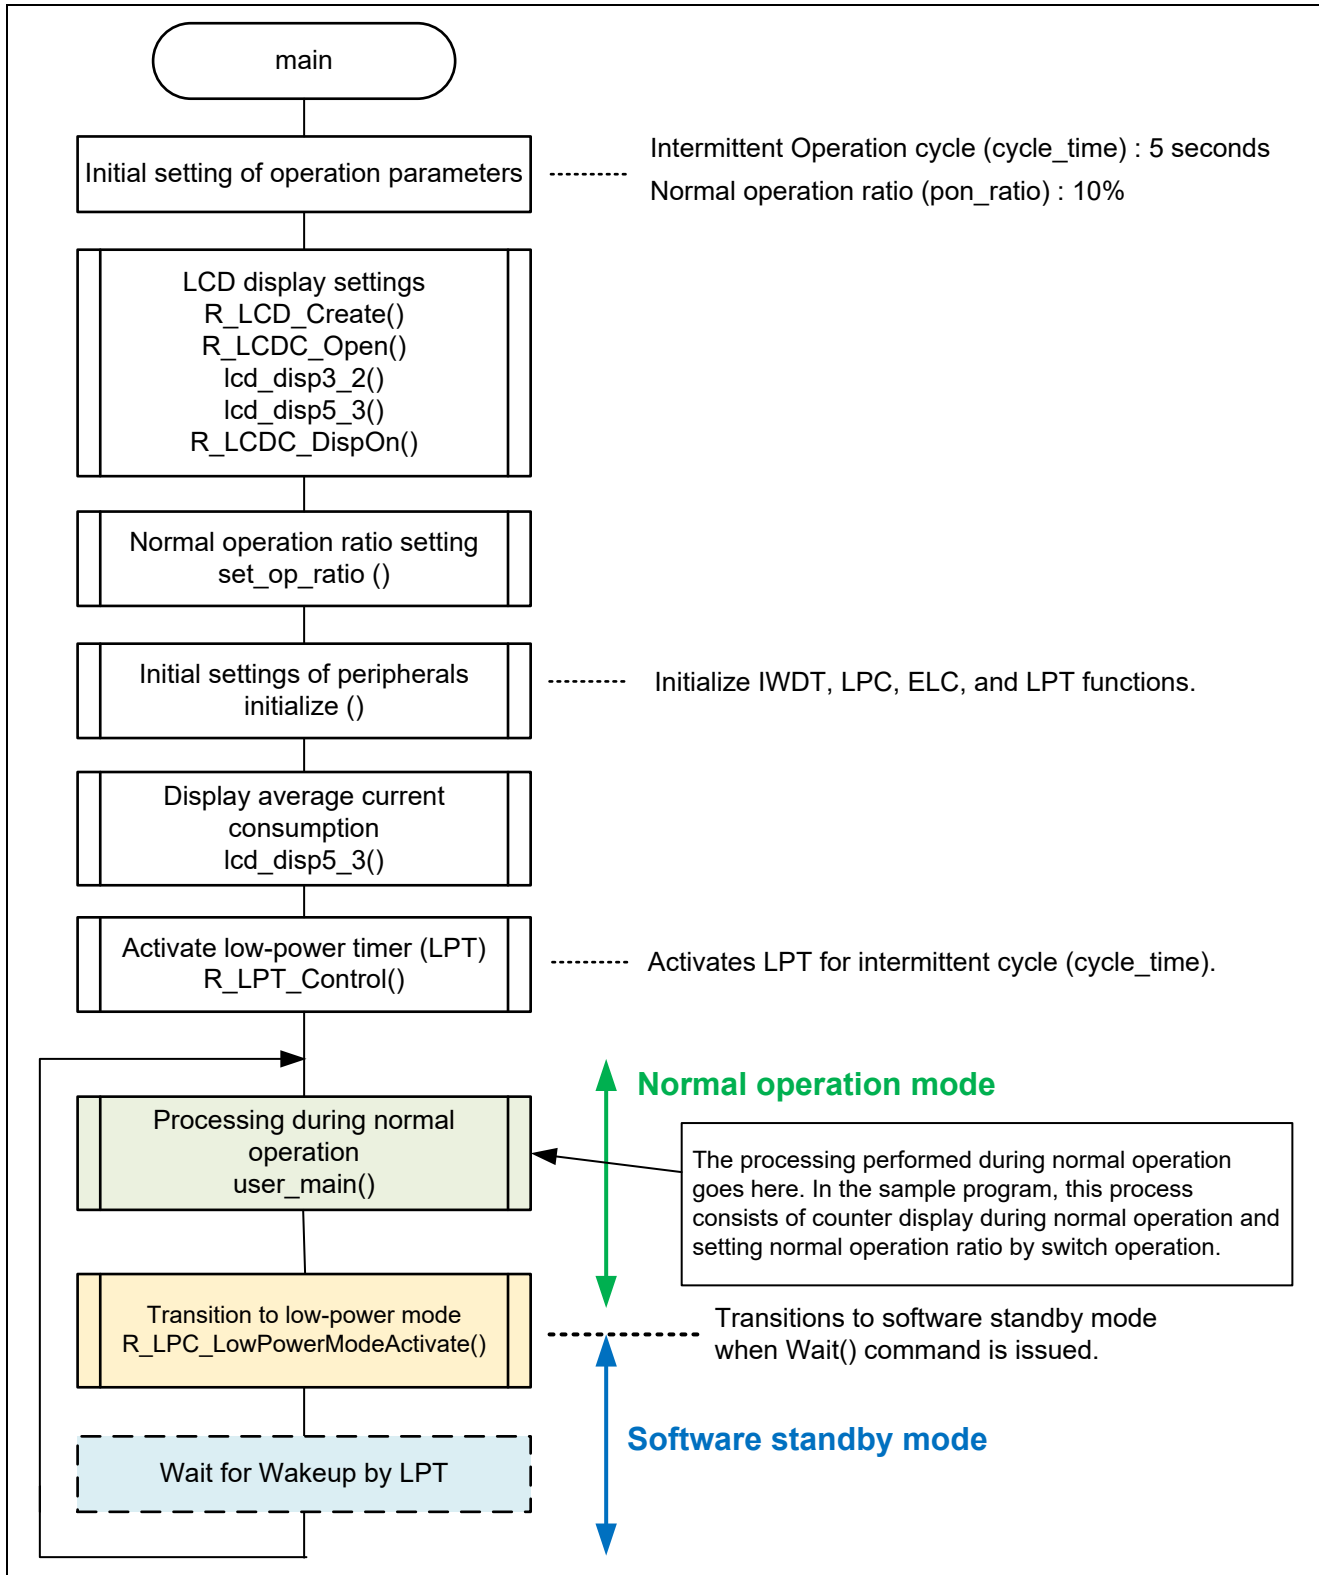 main
Initial setting of operation parameters
Intermittent Operation cycle (cycle_time) : 5 seconds
Normal operation ratio (pon_ratio) : 10%
LCD display settings
R_LCD_Create()
R_LCDC_Open()
lcd_disp3_2()
lcd_disp5_3()
R_LCDC_DispOn()
Normal operation ratio setting
set_op_ratio ()
Initial settings of peripherals
initialize ()
Initialize IWDT, LPC, ELC, and LPT functions.
Display average current
consumption
lcd_disp5_3()
Activate low-power timer (LPT)
R_LPT_Control()
Activates LPT for intermittent cycle (cycle_time).
Normal operation mode
Processing during normal
operation
user_main()
The processing performed during normal operation
goes here. In the sample program, this process
consists of counter display during normal operation and
setting normal operation ratio by switch operation.
Transition to low-power mode
R_LPC_LowPowerModeActivate()
Transitions to software standby mode
when Wait() command is issued.
Software standby mode
Wait for Wakeup by LPT